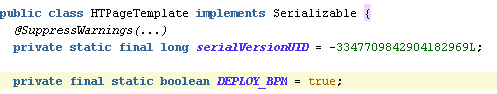 public class HTPageTemplate implements Serializable {
@SuppressWarnings(...)
private static final long serialVersionUID = -3347709842904182969L;
private final static boolean DEPLOY_BPM = true;